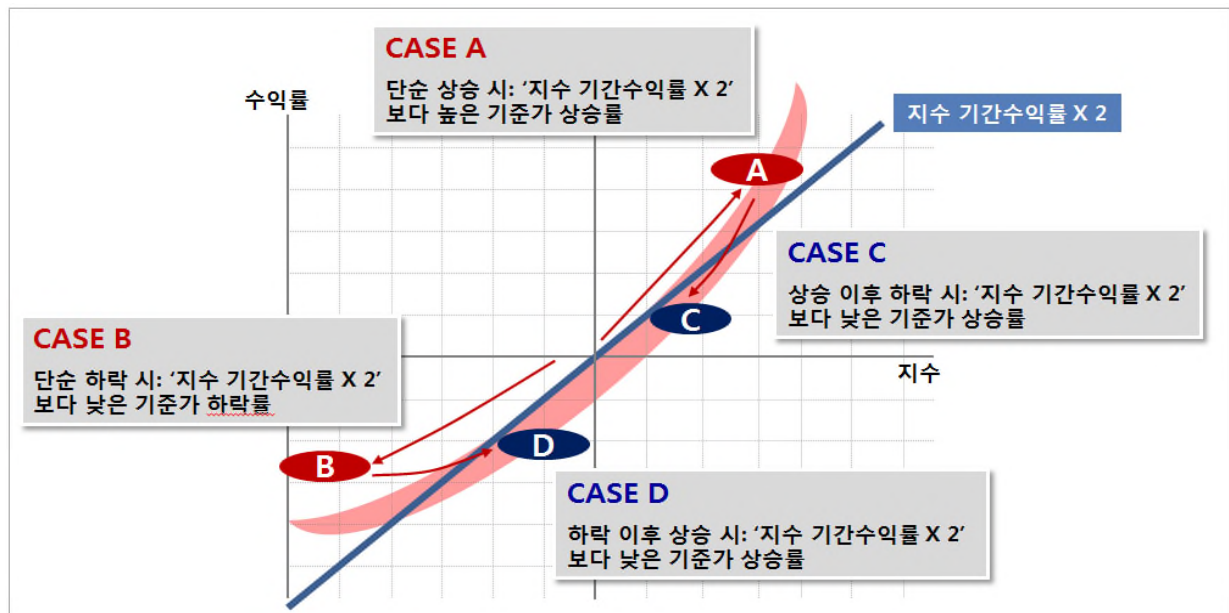 CASE A
단순 상승 시: ‘지수 기간수익률 X 2’
보다 높은 기준가 상승률
수익률
지수 기간수익률 X 2
A
CASE C
상승 이후 하락 시: ‘지수 기간수익률 X 2’
보다 낮은 기준가 상승률
C
CASE B
단순 하락 시: ‘지수 기간수익률 X 2’
보다 낮은 기준가 하락률
지수
D
B
CASE D
하락 이후 상승 시: ‘지수 기간수익률 X 2’
보다 낮은 기준가 상승률